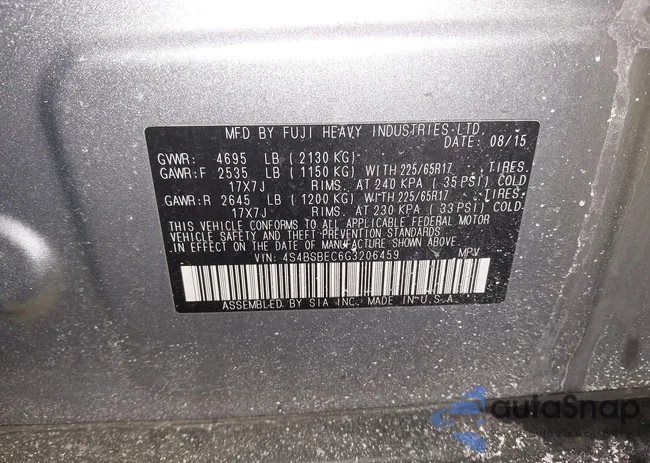 MFD BY FUJI HEAVY INDUSTRIES LTD.
DATE: 08/15
GVWR: 4695 LB ( 2130 KG)
GAWR:F 2535 LB ( 1150 KG) WITH 225/65R17 TIRES.
17X7J RIMS. AT 240 KPA ( 35 PSI) COLD
GAWR:R 2645 LB ( 1200 KG) WITH 225/65R17 TIRES.
17X7J RIMS. AT 230 KPA ( 33 PSI) COLD
THIS VEHICLE CONFORMS TO ALL APPLICABLE FEDERAL MOTOR
VEHICLE SAFETY AND THEFT PREVENTION STANDARDS
IN EFFECT ON THE DATE OF MANUFACTURE SHOWN ABOVE.
VIN: 4S4BSBEC6G3206459 MPV
ASSEMBLED BY SIA INC. MADE IN U.S.A
autoSnap